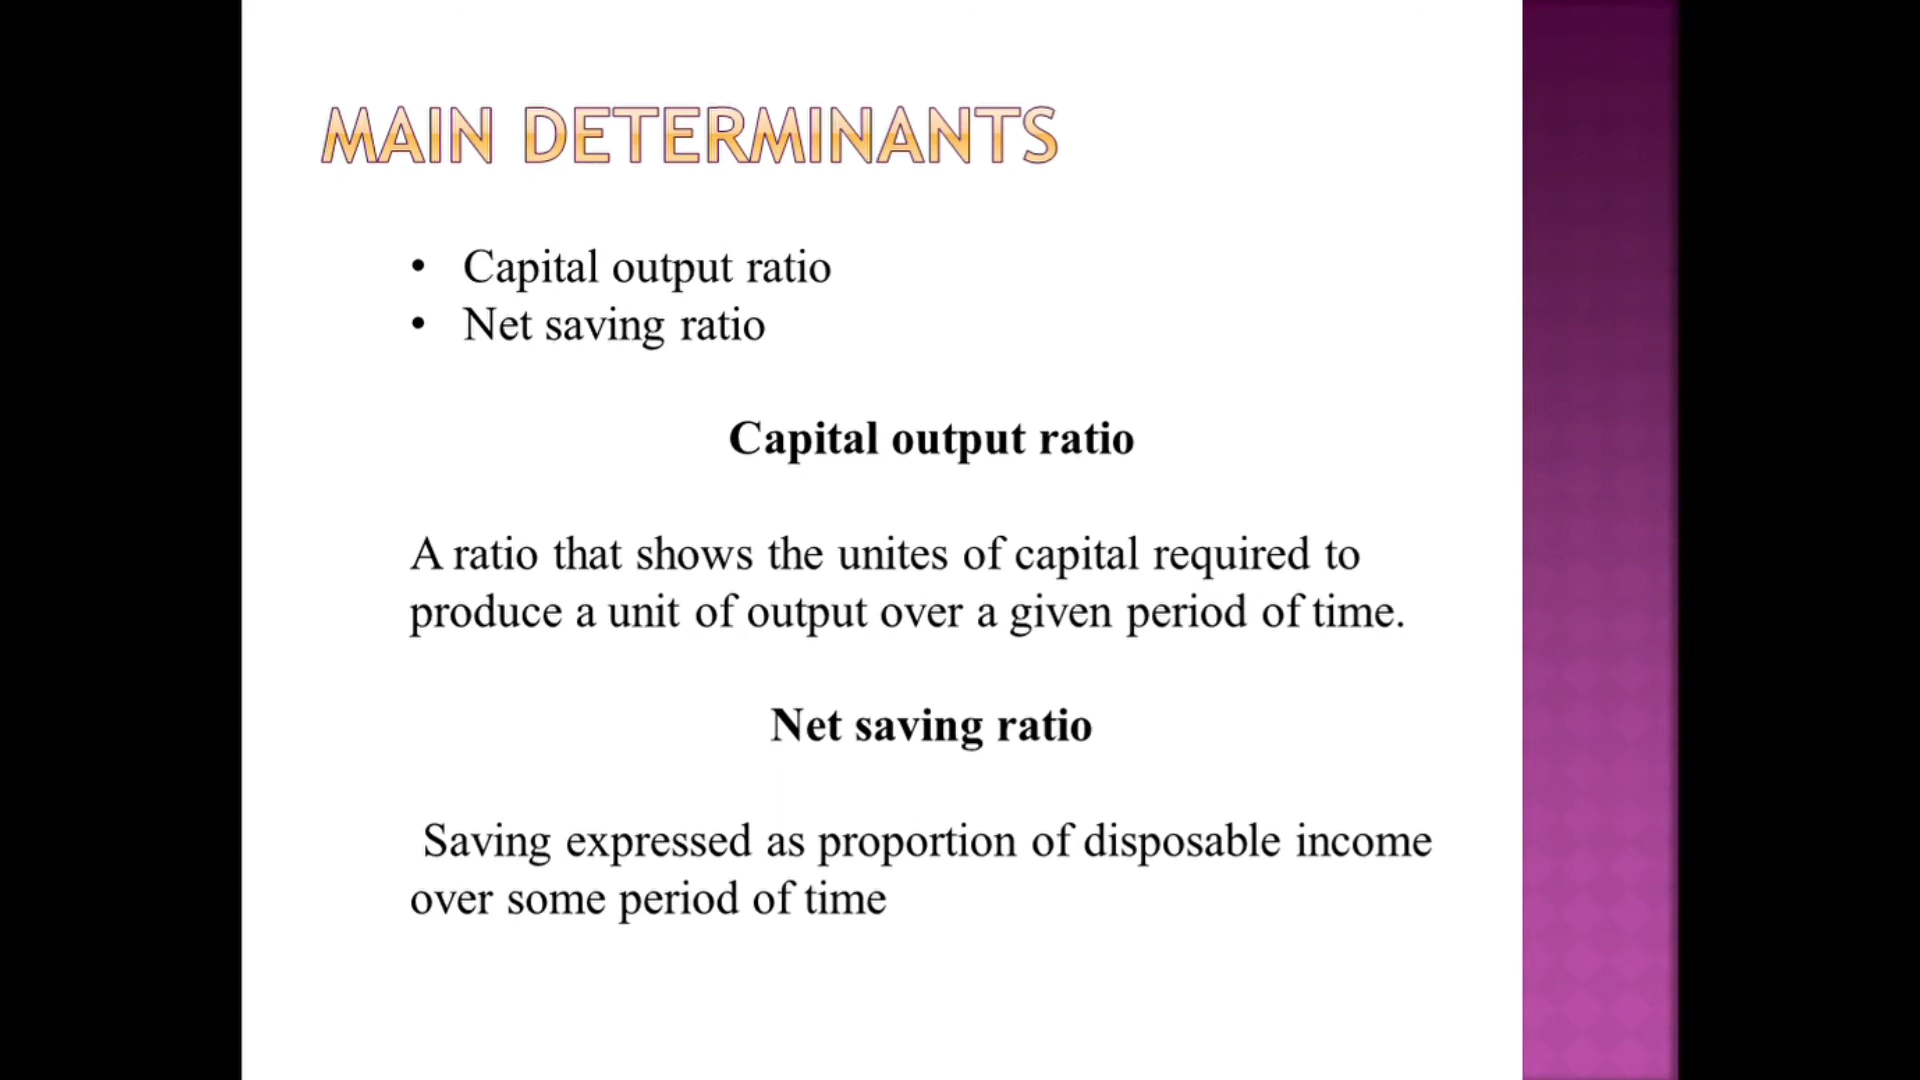 MAIN DETERMINANTS
• Capital output ratio
• Net saving ratio
Capital output ratio
A ratio that shows the unites of capital required to
produce a unit of output over a given period of time.
Net saving ratio
Saving expressed as proportion of disposable income
over some period of time